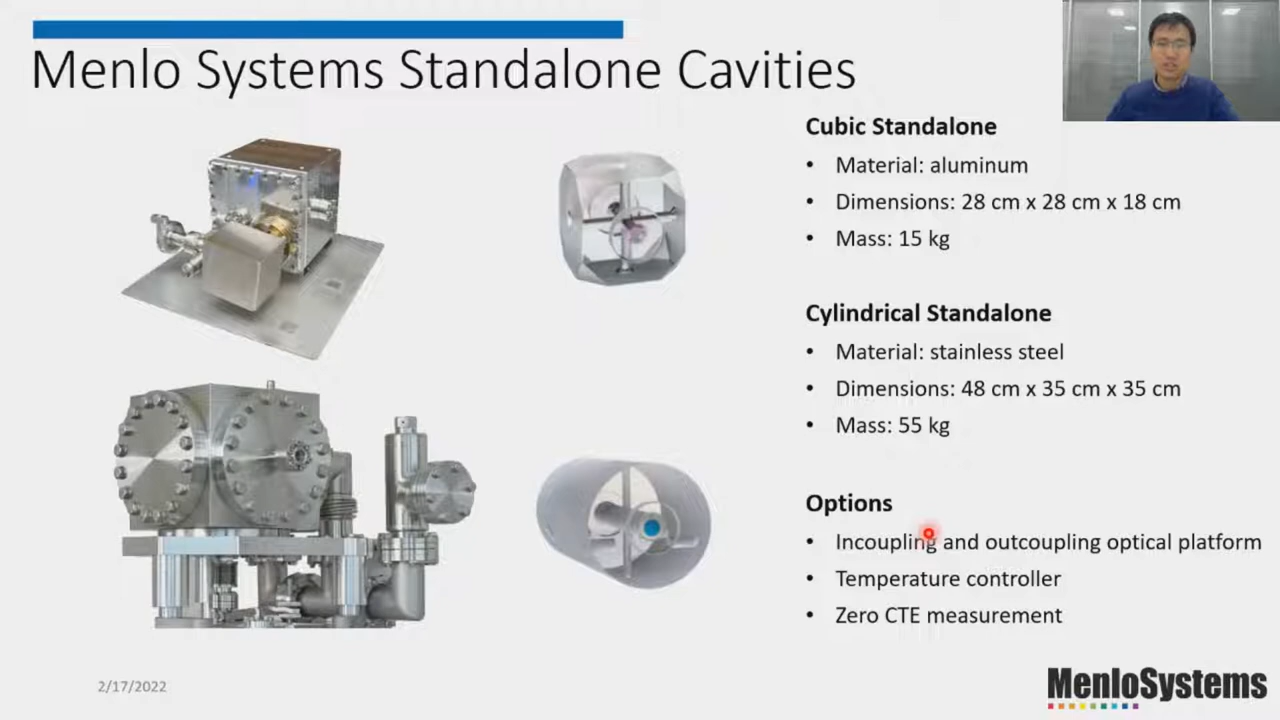 Menlo Systems Standalone Cavities
Cubic Standalone
• Material: aluminum
• Dimensions: 28 cm x 28 cm x 18 cm
• Mass: 15 kg
Cylindrical Standalone
• Material: stainless steel
• Dimensions: 48 cm x 35 cm x 35 cm
• Mass: 55 kg
Options
• Incoupling and outcoupling optical platform
• Temperature controller
• Zero CTE measurement
2/17/2022
MenloSystems